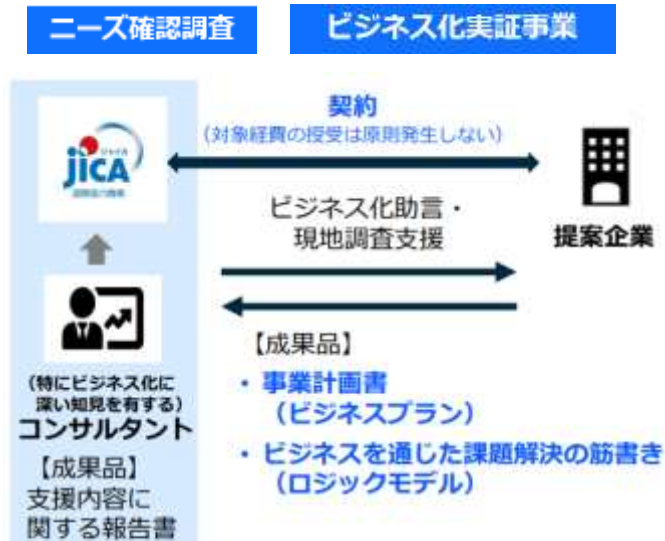 ニーズ確認調査
ビジネス化実証事業
契約
（対象経費の授受は原則発生しない）
JICA
ビジネス化助言・
現地調査支援
提案企業
【成果品】
・事業計画書
（ビジネスプラン）
・ビジネスを通じた課題解決の筋書き
（ロジックモデル）
（特にビジネス化に
深い知見を有する）
コンサルタント
【成果品】
支援内容に
関する報告書